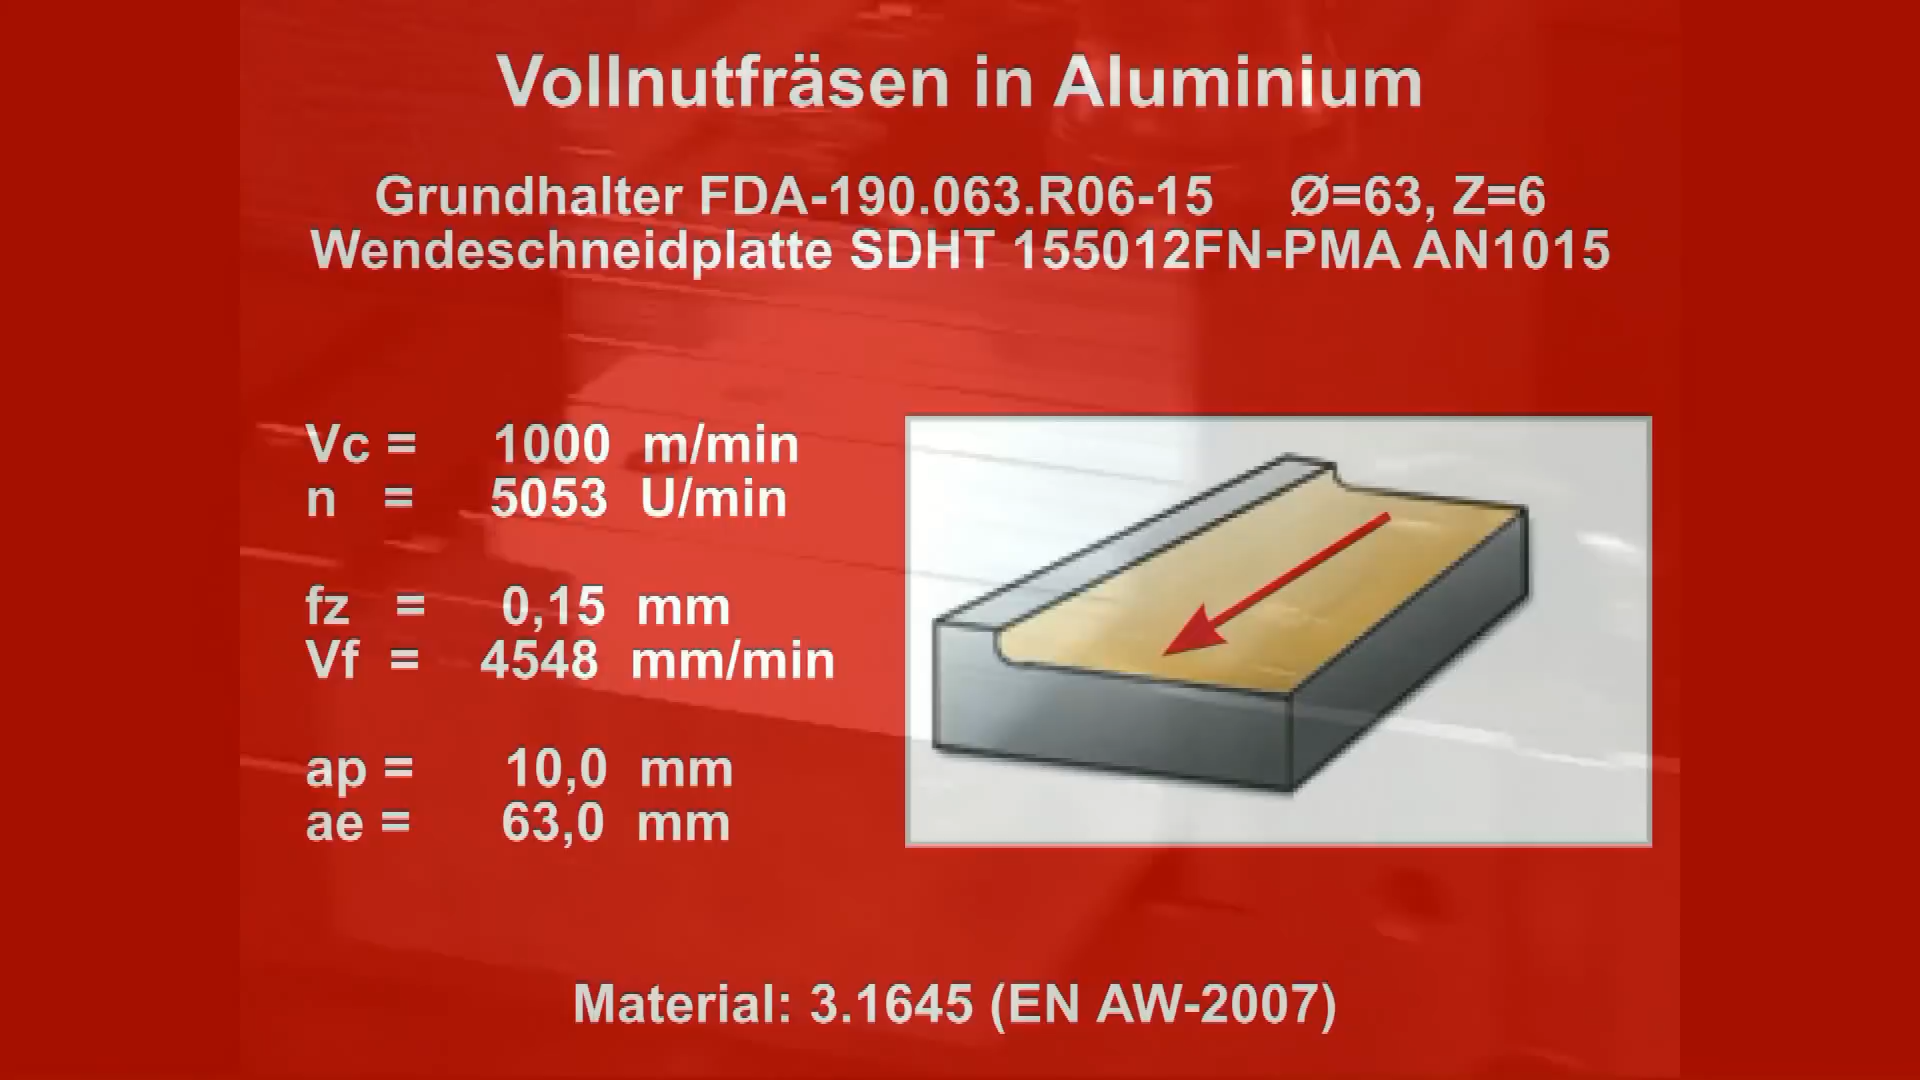 Vollnutfräsen in Aluminium
Grundhalter FDA-190.063.R06-15 Ø=63, Z=6
Wendeschneidplatte SDHT 155012FN-PMA AN1015
Vc = 1000 m/min
n = 5053 U/min
fz = 0,15 mm
Vf = 4548 mm/min
ap = 10,0 mm
ae = 63,0 mm
Material: 3.1645 (EN AW-2007)